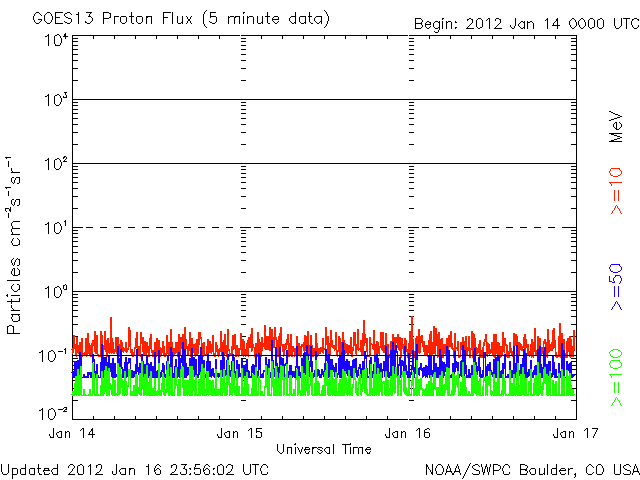 GOES13 Proton Flux (5 minute data)
Begin: 2012 Jan 14 0000 UTC
10⁴
10³
10²
10¹
10⁰
10⁻¹
10⁻²
Particles cm⁻²s⁻¹sr⁻¹
MeV
>=10
>=50
>=100
Jan 14
Jan 15
Jan 16
Jan 17
Universal Time
Updated 2012 Jan 16 23:56:02 UTC
NOAA/SWPC Boulder, CO USA